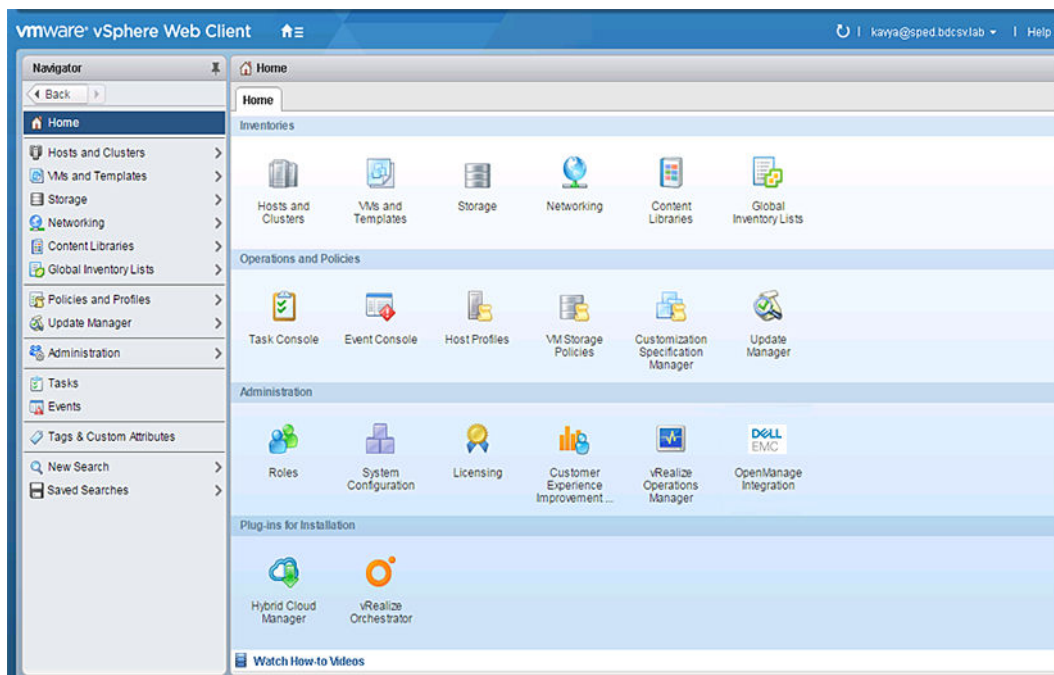 vmware® vSphere Web Client
kavya@sped.bdcsv.lab
Help
Navigator
Back
Home
Hosts and Clusters
VMs and Templates
Storage
Networking
Content Libraries
Global Inventory Lists
Policies and Profiles
Update Manager
Administration
Tasks
Events
Tags & Custom Attributes
New Search
Saved Searches
Home
Home
Inventories
Hosts and
Clusters
VMs and
Templates
Storage
Networking
Content
Libraries
Global
Inventory Lists
Operations and Policies
Task Console
Event Console
Host Profiles
VM Storage
Policies
Customization
Specification
Manager
Update
Manager
Administration
Roles
System
Configuration
Licensing
Customer
Experience
Improvement ...
vRealize
Operations
Manager
DELL
EMC
OpenManage
Integration
Plug-ins for Installation
Hybrid Cloud
Manager
vRealize
Orchestrator
Watch How-to Videos